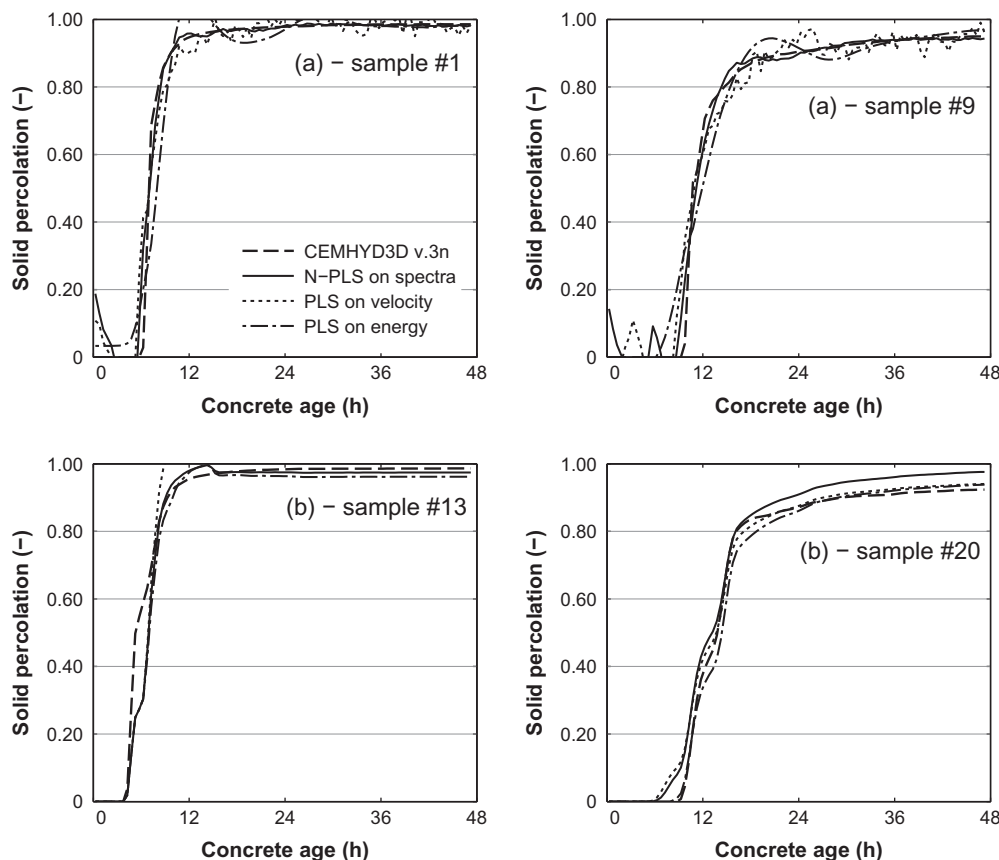 1.00
0.80
0.60
0.40
0.20
0
Solid percolation (−)
(a) − sample #1
CEMHYD3D v.3n
N−PLS on spectra
PLS on velocity
PLS on energy
0 12 24 36 48
Concrete age (h)
1.00
0.80
0.60
0.40
0.20
0
Solid percolation (−)
(a) − sample #9
0 12 24 36 48
Concrete age (h)
1.00
0.80
0.60
0.40
0.20
0
Solid percolation (−)
(b) − sample #13
0 12 24 36 48
Concrete age (h)
1.00
0.80
0.60
0.40
0.20
0
Solid percolation (−)
(b) − sample #20
0 12 24 36 48
Concrete age (h)